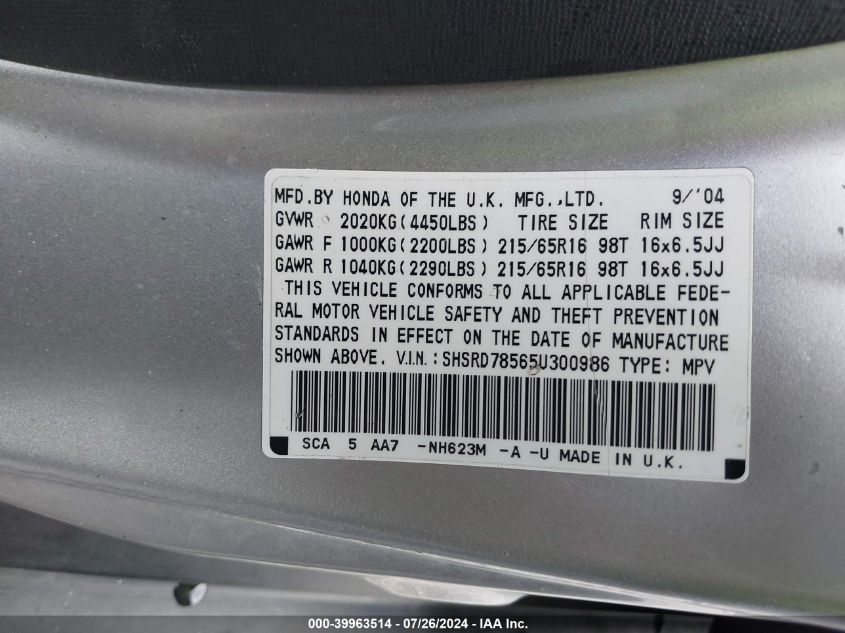 MFD.BY HONDA OF THE U.K. MFG.,LTD. 9/'04
GVWR 2020KG(4450LBS) TIRE SIZE RIM SIZE
GAWR F 1000KG(2200LBS) 215/65R16 98T 16x6.5JJ
GAWR R 1040KG(2290LBS) 215/65R16 98T 16x6.5JJ
THIS VEHICLE CONFORMS TO ALL APPLICABLE FEDE-
RAL MOTOR VEHICLE SAFETY AND THEFT PREVENTION
STANDARDS IN EFFECT ON THE DATE OF MANUFACTURE
SHOWN ABOVE. V.I.N.:SHSRD78565U300986 TYPE: MPV
SCA 5 AA7 -NH623M -A -U MADE IN U.K.
000-39963514 - 07/26/2024 - IAA Inc.